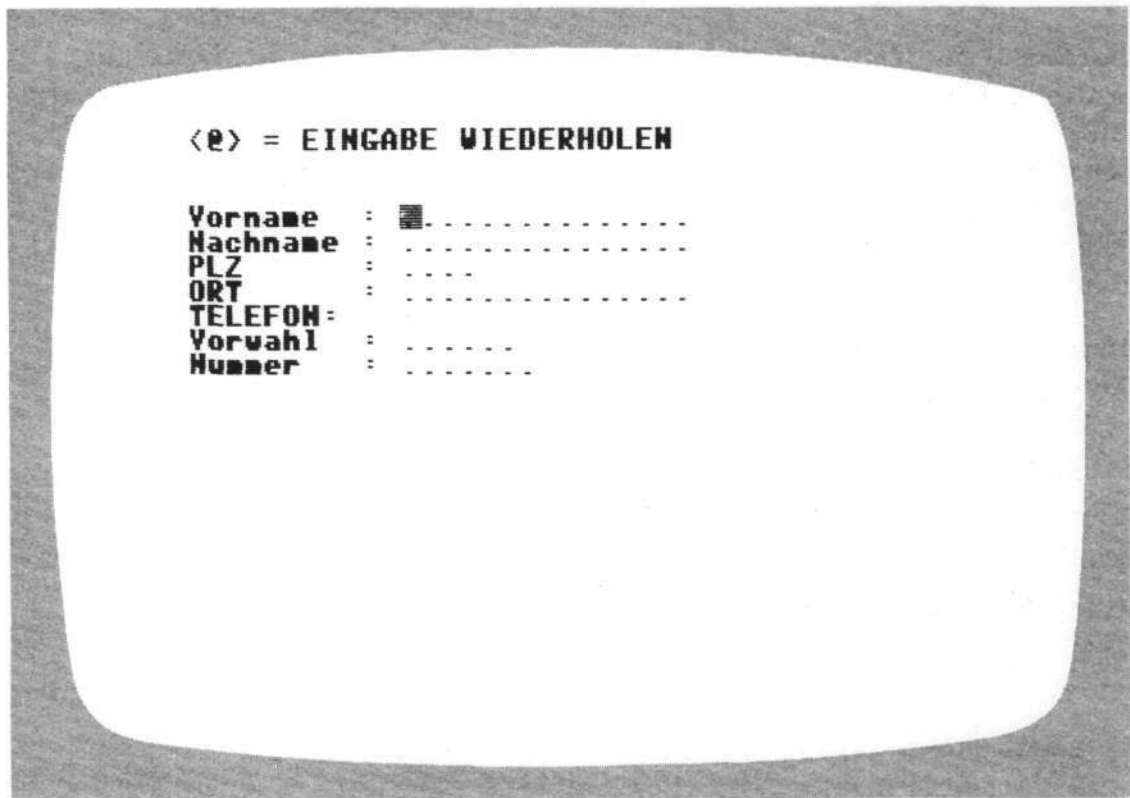 <@> = EINGABE WIEDERHOLEN
Vorname : ...............
Nachname : ................
PLZ : ....
ORT : ................
TELEFON:
Vorwahl : ......
Nummer : .......